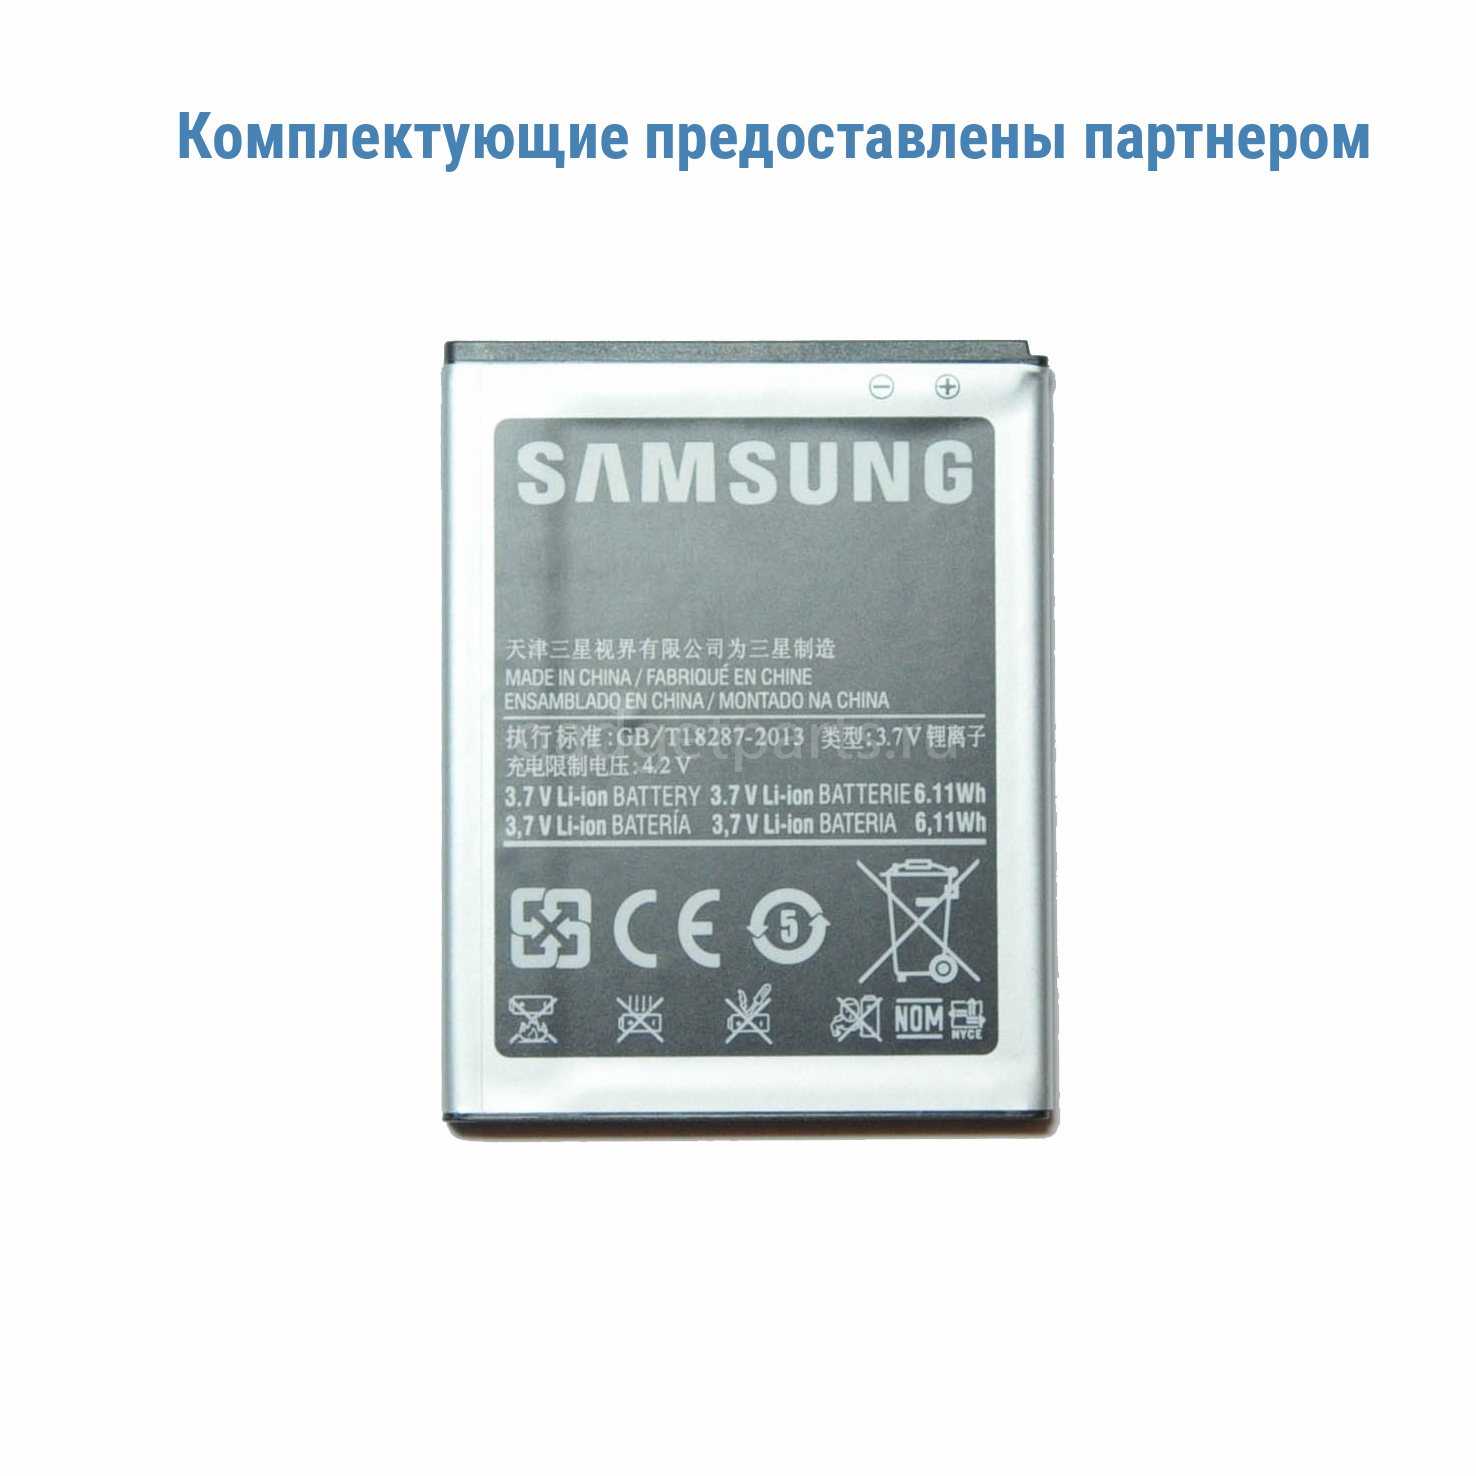 Комплектующие предоставлены партнером
SAMSUNG
天津三星视界有限公司为三星制造
MADE IN CHINA / FABRIQUÉ EN CHINE
ENSAMBLADO EN CHINA / MONTADO NA CHINA
执行标准:GB/T18287-2013 类型:3.7V 锂离子
gadgetparts.ru
充电限制电压:4.2V
3.7 V Li-ion BATTERY 3.7 V Li-ion BATTERIE 6.11Wh
3,7 V Li-ion BATERÍA 3,7 V Li-ion BATERIA 6,11Wh
CE 5
NOM NYCE